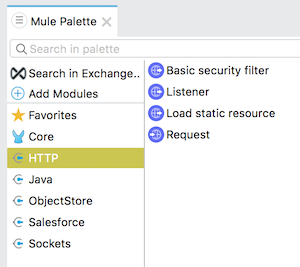 Mule Palette
Search in palette
Search in Exchange..
Add Modules
Favorites
Core
HTTP
Java
ObjectStore
Salesforce
Sockets
Basic security filter
Listener
Load static resource
Request